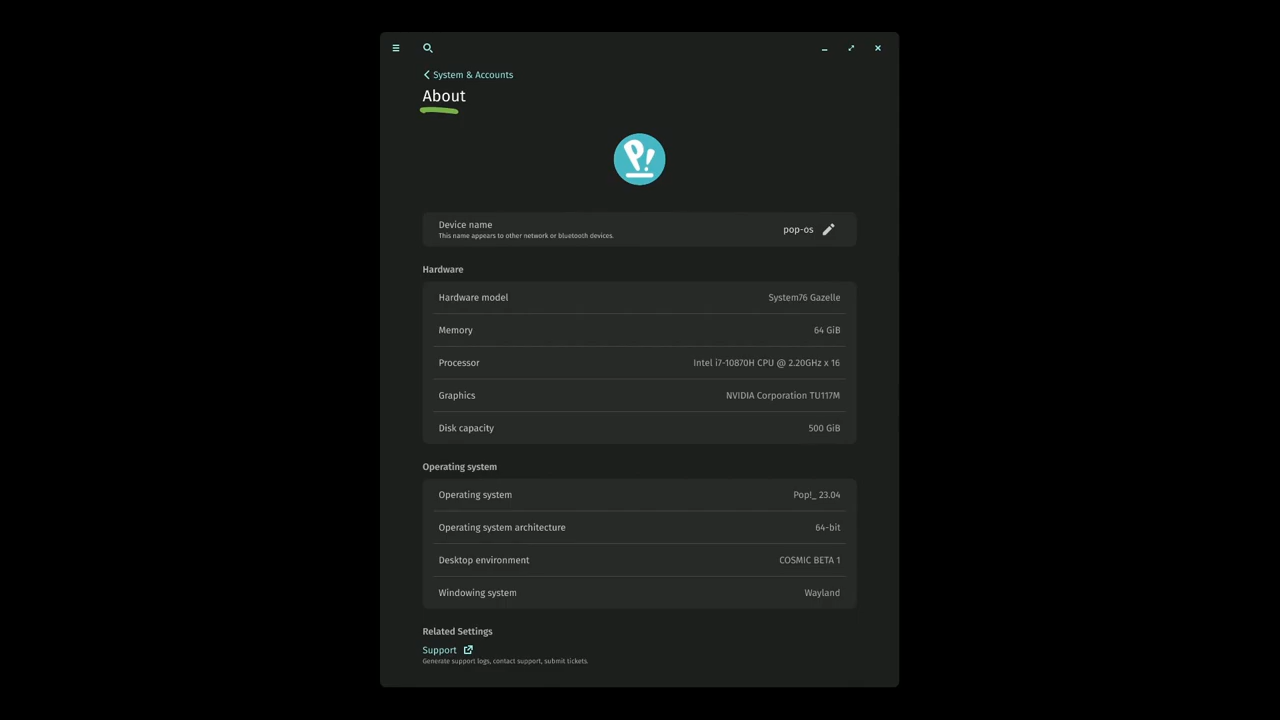 System & Accounts
About
P!
Device name
This name appears to other network or bluetooth devices.
pop-os
Hardware
Hardware model System76 Gazelle
Memory 64 GiB
Processor Intel i7-10870H CPU @ 2.20GHz x 16
Graphics NVIDIA Corporation TU117M
Disk capacity 500 GiB
Operating system
Operating system Pop!_ 23.04
Operating system architecture 64-bit
Desktop environment COSMIC BETA 1
Windowing system Wayland
Related Settings
Support
Generate support logs, contact support, submit tickets.